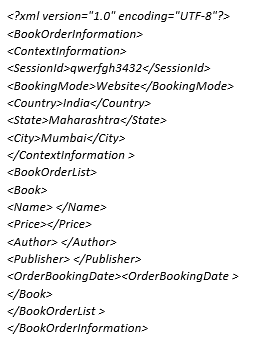 <?xml version="1.0" encoding="UTF-8"?>
<BookOrderInformation>
<ContextInformation>
<SessionId>qwerfgh3432</SessionId>
<BookingMode>Website</BookingMode>
<Country>India</Country>
<State>Maharashtra</State>
<City>Mumbai</City>
</ContextInformation >
<BookOrderList>
<Book>
<Name> </Name>
<Price></Price>
<Author> </Author>
<Publisher> </Publisher>
<OrderBookingDate><OrderBookingDate >
</Book>
</BookOrderList >
</BookOrderInformation>